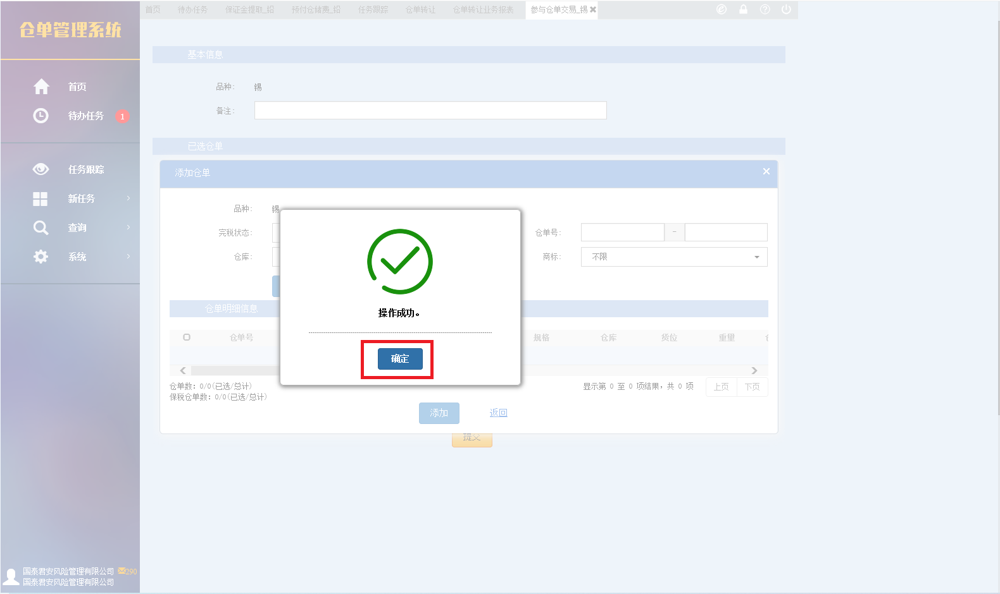 仓单管理系统
首页
待办任务
保证金提取_铅
预付仓储费_铅
任务跟踪
仓单转让
仓单转让业务报表
参与仓单交易_锡
首页
待办任务 1
任务跟踪
新任务
查询
系统
国泰君安风险管理有限公司 290
国泰君安风险管理有限公司
基本信息
品种： 锡
备注：
已选仓单
添加仓单
品种： 锡
完税状态：
仓单号： -
仓库：
商标： 不限
仓单明细信息
仓单号 规格 仓库 货位 重量
仓单数：0/0(已选/总计)
保税仓单数：0/0(已选/总计)
显示第 0 至 0 项结果，共 0 项
上页 下页
添加 返回
提交
操作成功。
确定